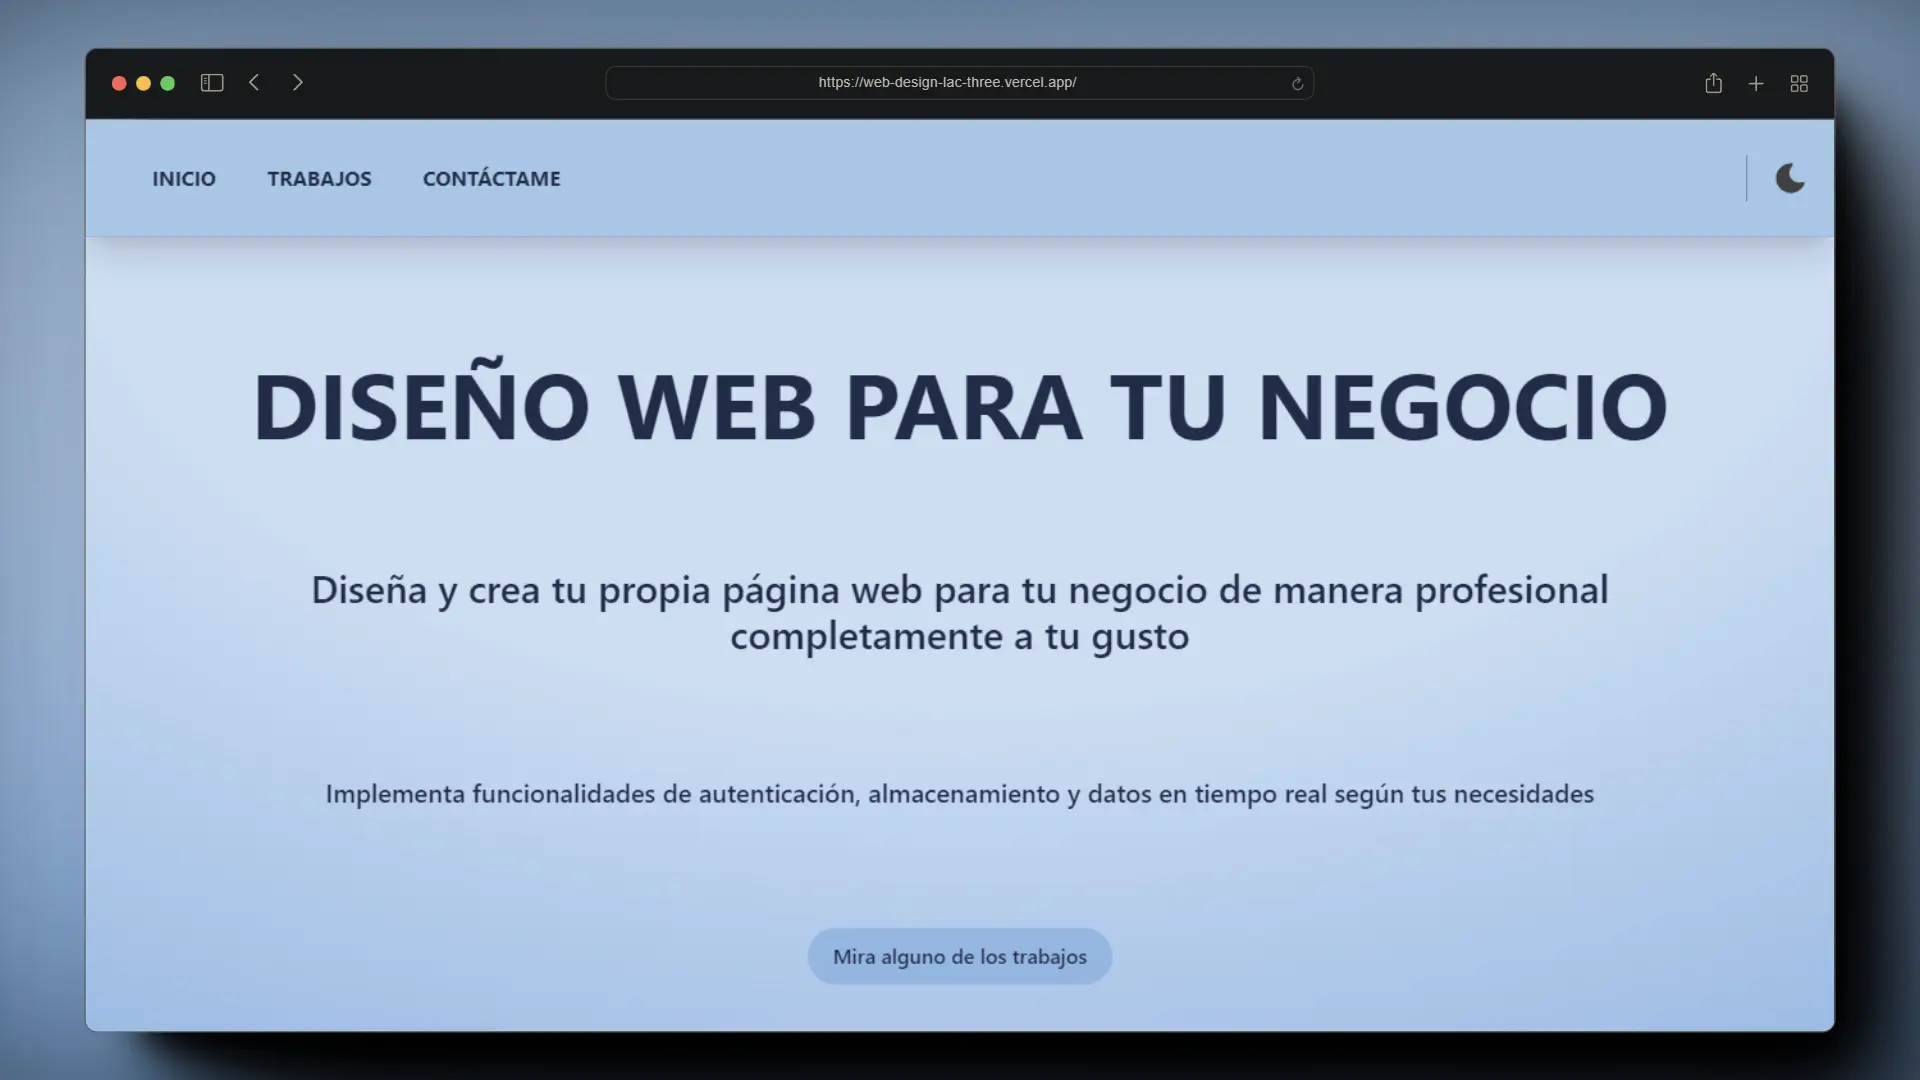 https://web-design-lac-three.vercel.app/
INICIO TRABAJOS CONTÁCTAME
DISEÑO WEB PARA TU NEGOCIO
Diseña y crea tu propia página web para tu negocio de manera profesional
completamente a tu gusto
Implementa funcionalidades de autenticación, almacenamiento y datos en tiempo real según tus necesidades
Mira alguno de los trabajos